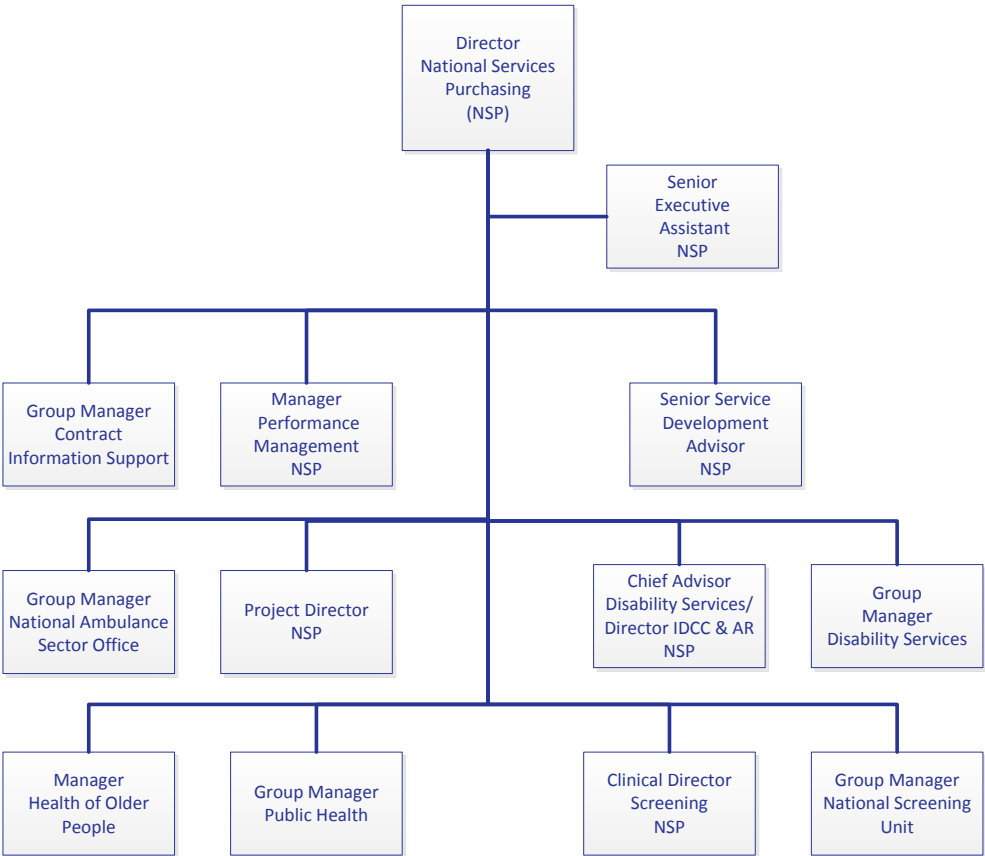 Director
National Services
Purchasing
(NSP)
Senior
Executive
Assistant
NSP
Group Manager
Contract
Information Support
Manager
Performance
Management
NSP
Senior Service
Development
Advisor
NSP
Group Manager
National Ambulance
Sector Office
Project Director
NSP
Chief Advisor
Disability Services/
Director IDCC & AR
NSP
Group
Manager
Disability Services
Manager
Health of Older
People
Group Manager
Public Health
Clinical Director
Screening
NSP
Group Manager
National Screening
Unit